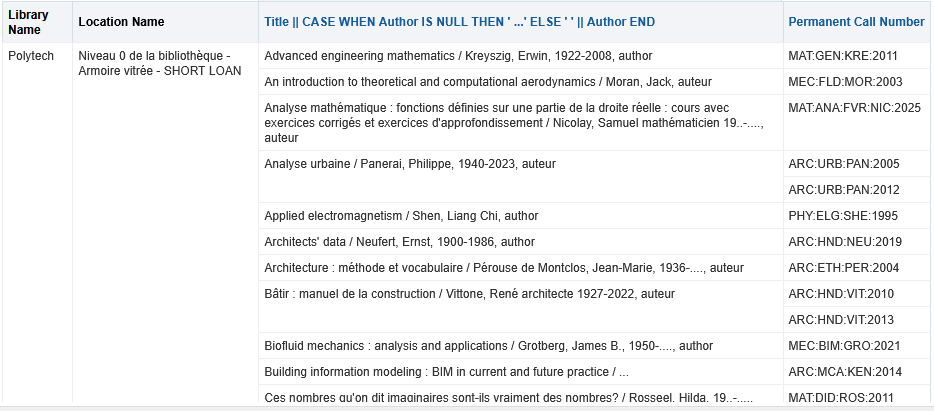 Library Name
Location Name
Title || CASE WHEN Author IS NULL THEN ' ...' ELSE ' ' || Author END
Permanent Call Number
Polytech
Niveau 0 de la bibliothèque -
Armoire vitrée - SHORT LOAN
Advanced engineering mathematics / Kreyszig, Erwin, 1922-2008, author
MAT:GEN:KRE:2011
An introduction to theoretical and computational aerodynamics / Moran, Jack, auteur
MEC:FLD:MOR:2003
Analyse mathématique : fonctions définies sur une partie de la droite réelle : cours avec
exercices corrigés et exercices d'approfondissement / Nicolay, Samuel mathématicien 19..-....,
auteur
MAT:ANA:FVR:NIC:2025
Analyse urbaine / Panerai, Philippe, 1940-2023, auteur
ARC:URB:PAN:2005
ARC:URB:PAN:2012
Applied electromagnetism / Shen, Liang Chi, author
PHY:ELG:SHE:1995
Architects' data / Neufert, Ernst, 1900-1986, author
ARC:HND:NEU:2019
Architecture : méthode et vocabulaire / Pérouse de Montclos, Jean-Marie, 1936-...., auteur
ARC:ETH:PER:2004
Bâtir : manuel de la construction / Vittone, René architecte 1927-2022, auteur
ARC:HND:VIT:2010
ARC:HND:VIT:2013
Biofluid mechanics : analysis and applications / Grotberg, James B., 1950-...., author
MEC:BIM:GRO:2021
Building information modeling : BIM in current and future practice / ...
ARC:MCA:KEN:2014
Ces nombres qu'on dit imaginaires sont-ils vraiment des nombres? / Rosseel, Hilda, 19..-.....
MAT:DID:ROS:2011